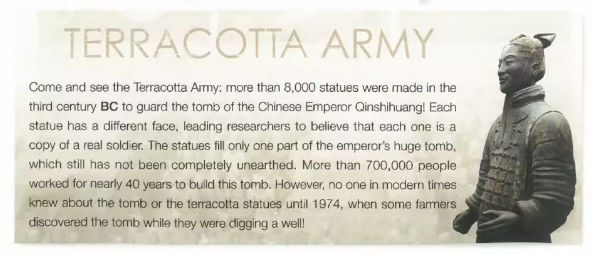 TERRACOTTA ARMY
Come and see the Terracotta Army: more than 8,000 statues were made in the
third century BC to guard the tomb of the Chinese Emperor Qinshihuang! Each
statue has a different face, leading researchers to believe that each one is a
copy of a real soldier. The statues fill only one part of the emperor's huge tomb,
which still has not been completely unearthed. More than 700,000 people
worked for nearly 40 years to build this tomb. However, no one in modern times
knew about the tomb or the terracotta statues until 1974, when some farmers
discovered the tomb while they were digging a well!